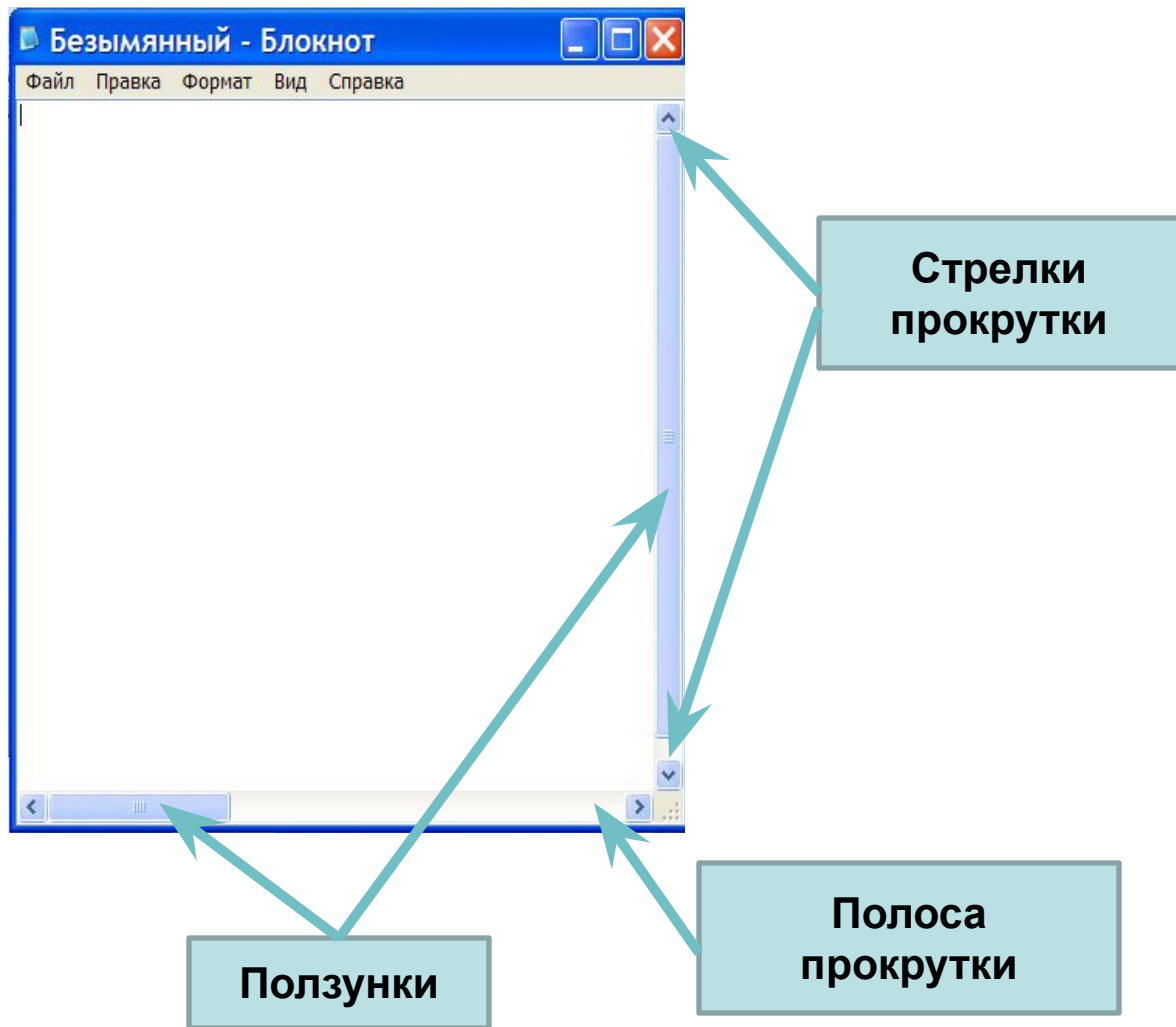 Безымянный - Блокнот
Файл Правка Формат Вид Справка
Стрелки
прокрутки
Полоса
прокрутки
Ползунки